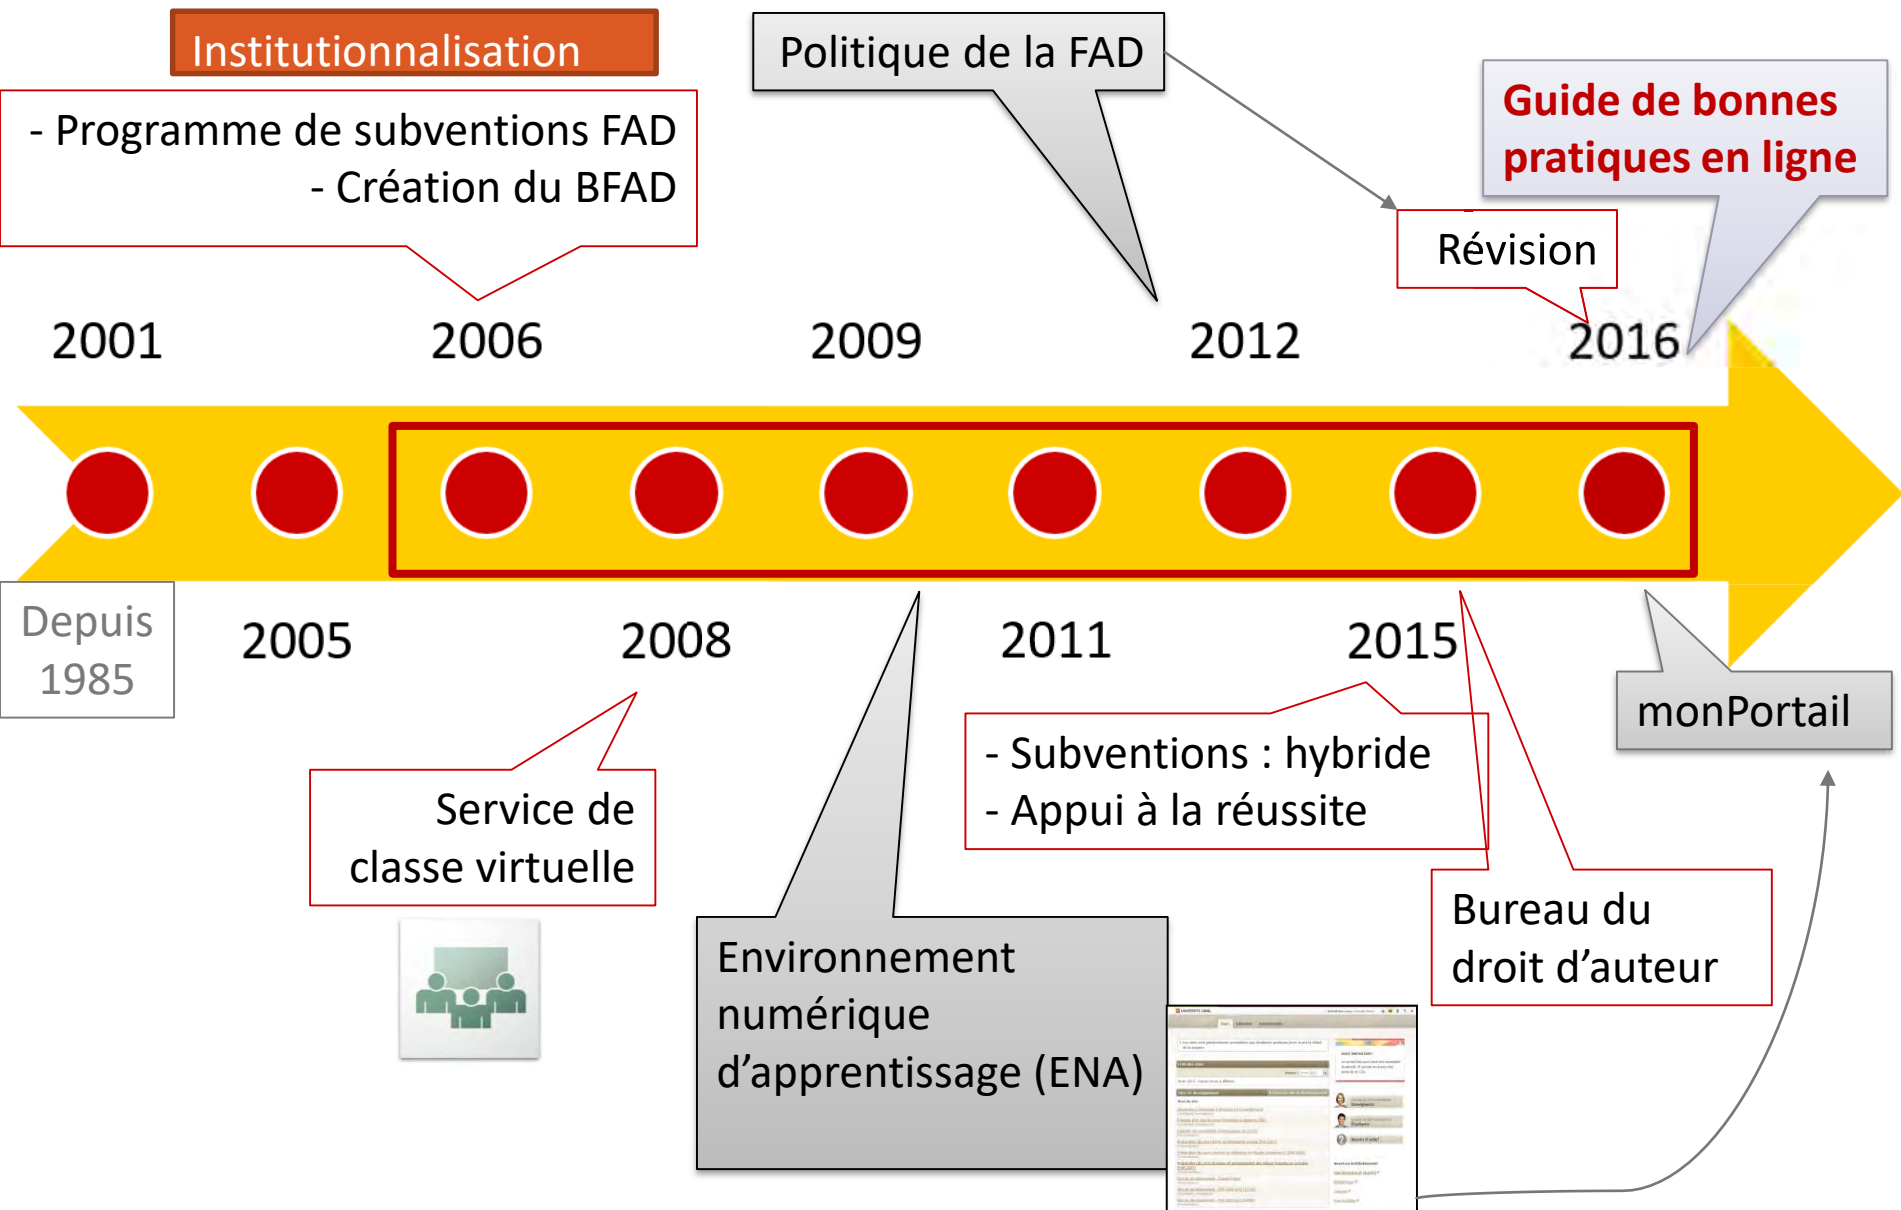 Institutionnalisation
- Programme de subventions FAD
- Création du BFAD
Politique de la FAD
Guide de bonnes
pratiques en ligne
Révision
2001
2006
2009
2012
2016
Depuis
1985
2005
2008
2011
2015
monPortail
Service de
classe virtuelle
- Subventions : hybride
- Appui à la réussite
Bureau du
droit d’auteur
Environnement
numérique
d’apprentissage (ENA)